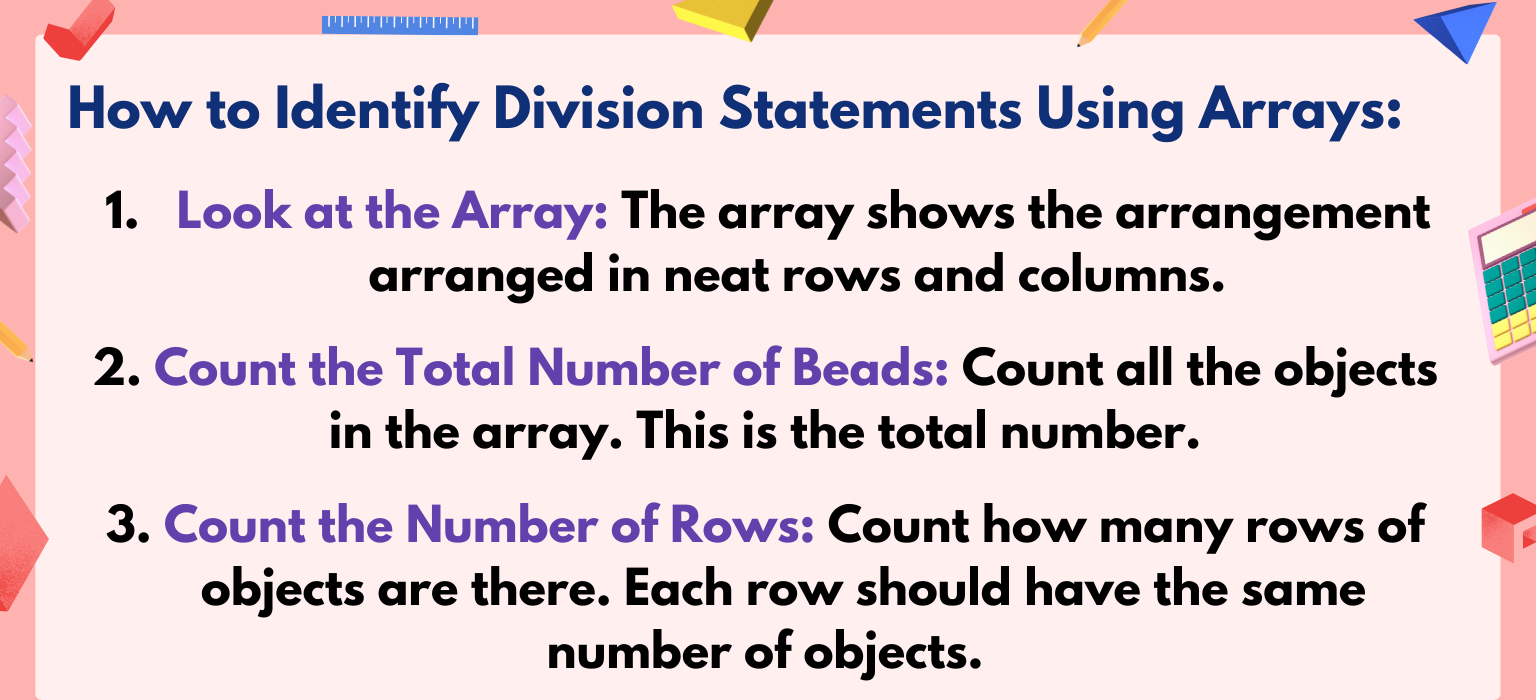 How to Identify Division Statements Using Arrays:
1. Look at the Array: The array shows the arrangement
arranged in neat rows and columns.
2. Count the Total Number of Beads: Count all the objects
in the array. This is the total number.
3. Count the Number of Rows: Count how many rows of
objects are there. Each row should have the same
number of objects.